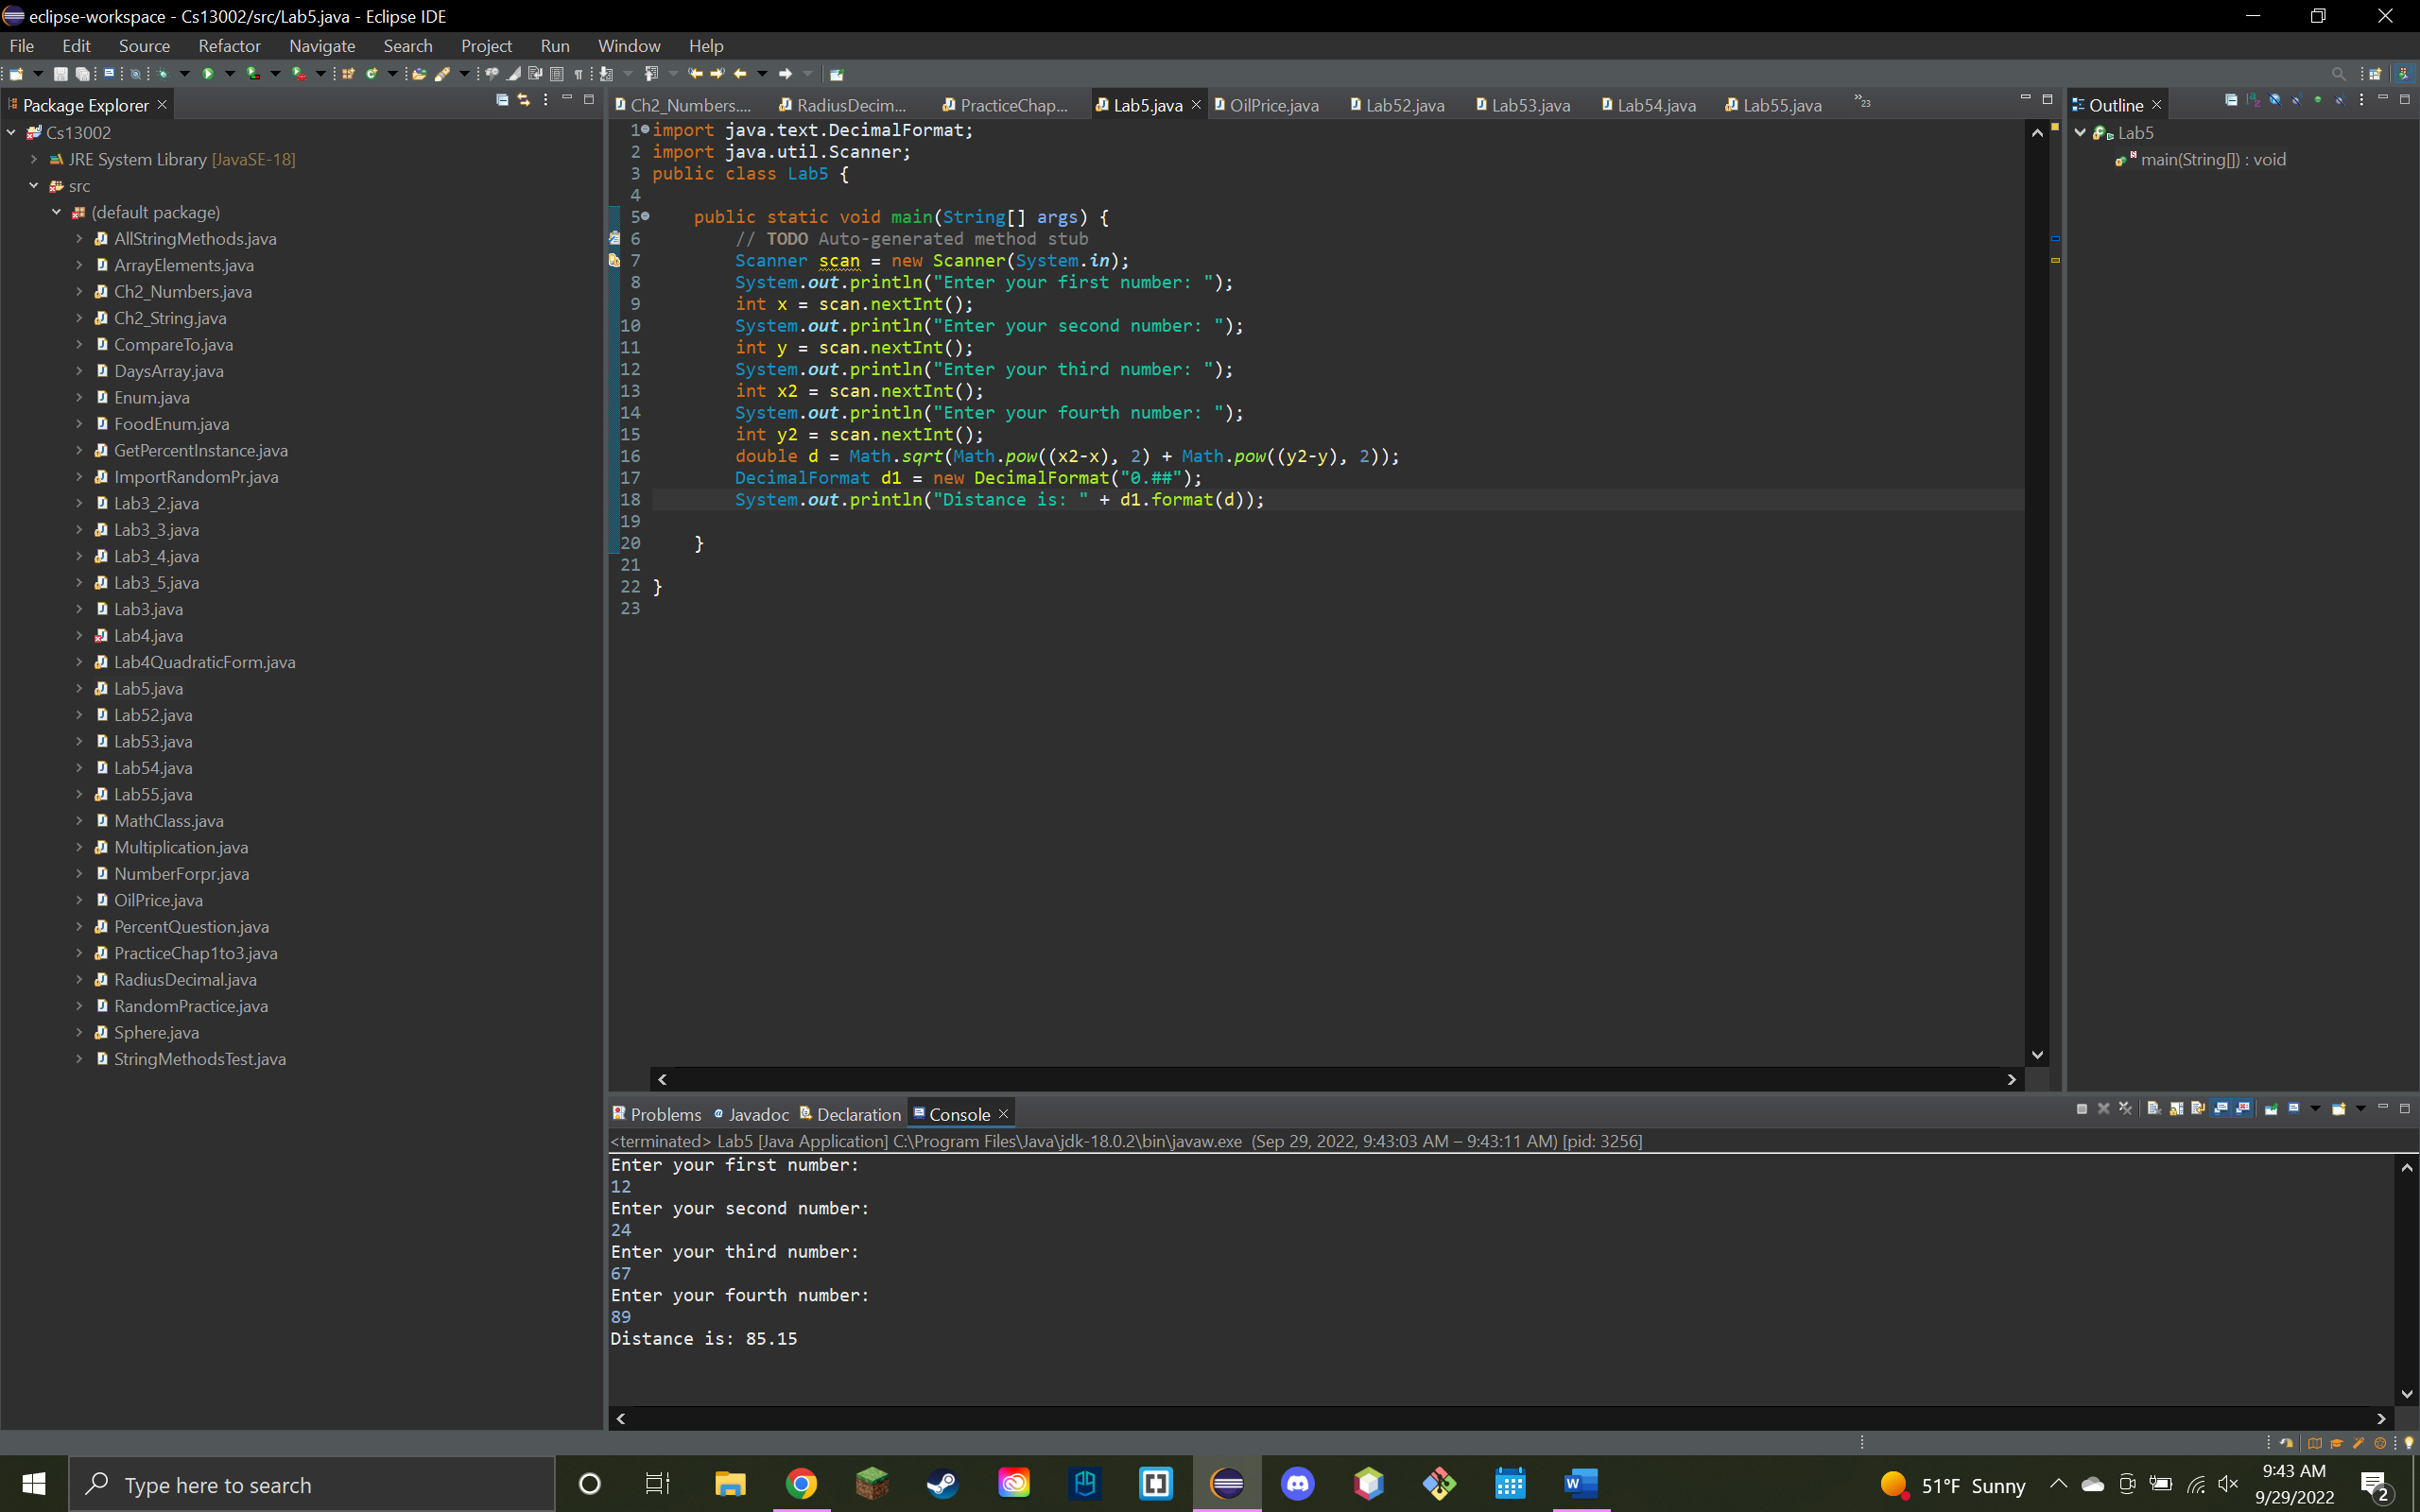 eclipse-workspace - Cs13002/src/Lab5.java - Eclipse IDE
File Edit Source Refactor Navigate Search Project Run Window Help
Package Explorer
Cs13002
JRE System Library [JavaSE-18]
src
(default package)
AllStringMethods.java
ArrayElements.java
Ch2_Numbers.java
Ch2_String.java
CompareTo.java
DaysArray.java
Enum.java
FoodEnum.java
GetPercentInstance.java
ImportRandomPr.java
Lab3_2.java
Lab3_3.java
Lab3_4.java
Lab3_5.java
Lab3.java
Lab4.java
Lab4QuadraticForm.java
Lab5.java
Lab52.java
Lab53.java
Lab54.java
Lab55.java
MathClass.java
Multiplication.java
NumberForpr.java
OilPrice.java
PercentQuestion.java
PracticeChap1to3.java
RadiusDecimal.java
RandomPractice.java
Sphere.java
StringMethodsTest.java
Ch2_Numbers.... RadiusDecim... PracticeChap... Lab5.java OilPrice.java Lab52.java Lab53.java Lab54.java Lab55.java »23
1 import java.text.DecimalFormat;
2 import java.util.Scanner;
3 public class Lab5 {
4
5 public static void main(String[] args) {
6 // TODO Auto-generated method stub
7 Scanner scan = new Scanner(System.in);
8 System.out.println("Enter your first number: ");
9 int x = scan.nextInt();
10 System.out.println("Enter your second number: ");
11 int y = scan.nextInt();
12 System.out.println("Enter your third number: ");
13 int x2 = scan.nextInt();
14 System.out.println("Enter your fourth number: ");
15 int y2 = scan.nextInt();
16 double d = Math.sqrt(Math.pow((x2-x), 2) + Math.pow((y2-y), 2));
17 DecimalFormat d1 = new DecimalFormat("0.##");
18 System.out.println("Distance is: " + d1.format(d));
19
20 }
21
22 }
23
Outline
Lab5
main(String[]) : void
Problems Javadoc Declaration Console
<terminated> Lab5 [Java Application] C:\Program Files\Java\jdk-18.0.2\bin\javaw.exe (Sep 29, 2022, 9:43:03 AM – 9:43:11 AM) [pid: 3256]
Enter your first number:
12
Enter your second number:
24
Enter your third number:
67
Enter your fourth number:
89
Distance is: 85.15
Type here to search
51°F Sunny
9:43 AM
9/29/2022
2